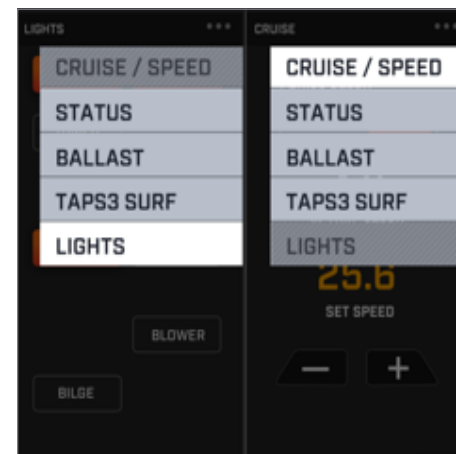 LIGHTS
CRUISE / SPEED
STATUS
BALLAST
TAPS3 SURF
LIGHTS
BLOWER
BILGE
CRUISE
CRUISE / SPEED
STATUS
BALLAST
TAPS3 SURF
LIGHTS
25.6
SET SPEED
− +